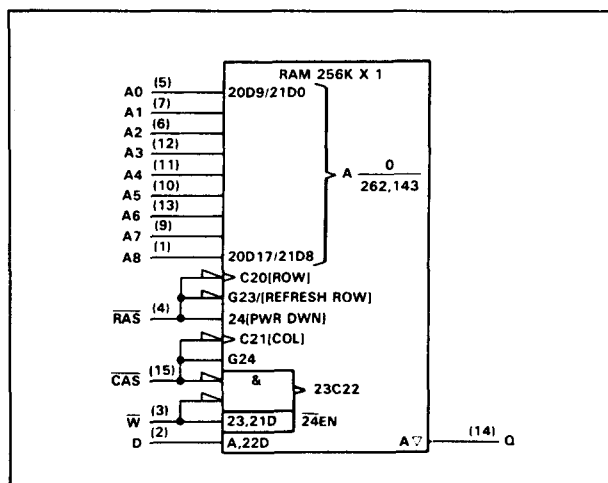 RAM 256K X 1
A0 (5) 20D9/21D0
A1 (7)
A2 (6)
A3 (12)
A4 (11)
A5 (10)
A6 (13)
A7 (9)
A8 (1) 20D17/21D8
A 0
262,143
C20[ROW]
G23/[REFRESH ROW]
RAS (4) 24[PWR DWN]
C21[COL]
G24
CAS (15) &
23C22
W (3) 23,21D 24EN
D (2) A,22D
A ▽ (14) Q